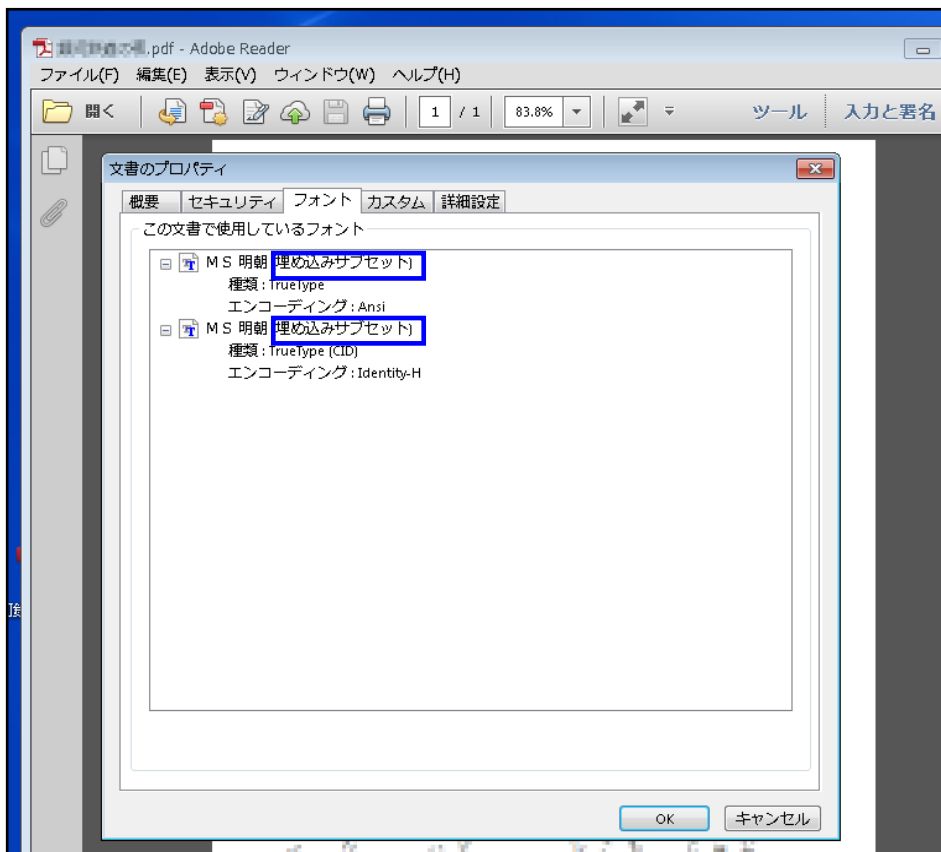 .pdf - Adobe Reader
ファイル(F) 編集(E) 表示(V) ウィンドウ(W) ヘルプ(H)
開く 1 / 1 83.8% ツール 入力と署名
文書のプロパティ
概要 セキュリティ フォント カスタム 詳細設定
この文書で使用しているフォント
ＭＳ 明朝 埋め込みサブセット)
種類 : TrueType
エンコーディング : Ansi
ＭＳ 明朝 埋め込みサブセット)
種類 : TrueType (CID)
エンコーディング : Identity-H
OK キャンセル